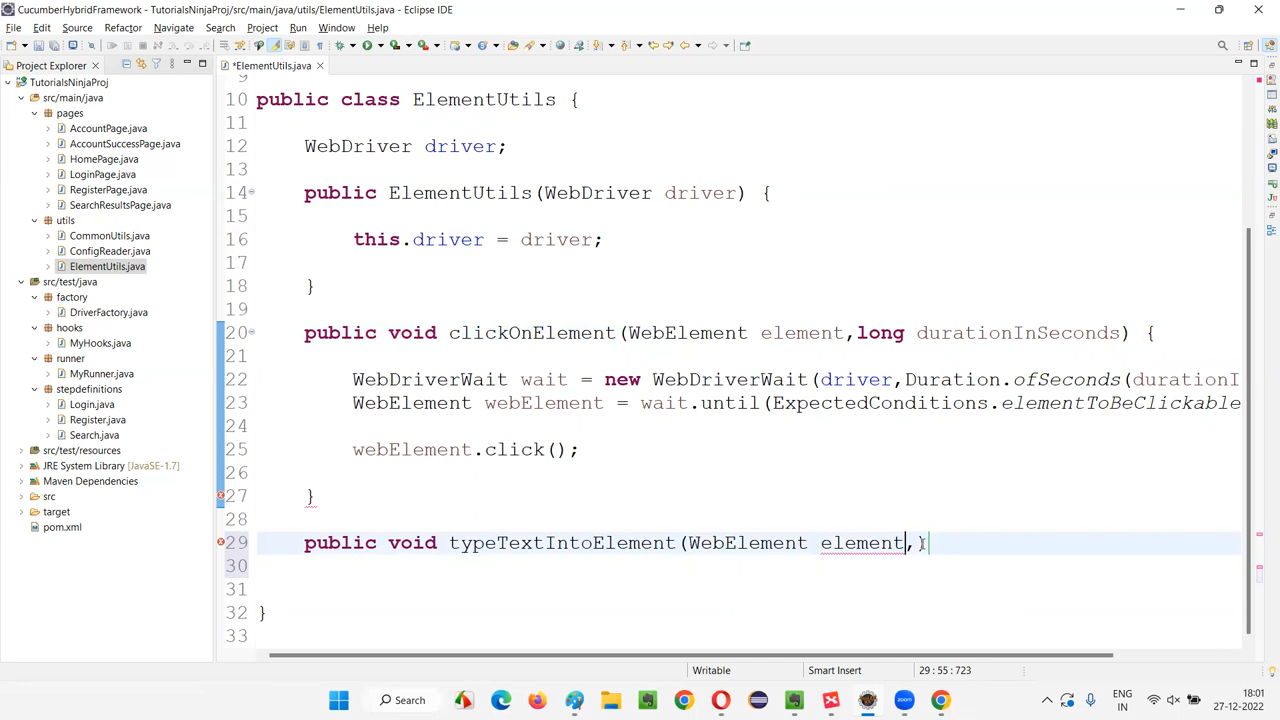 CucumberHybridFramework - TutorialsNinjaProj/src/main/java/utils/ElementUtils.java - Eclipse IDE
File Edit Source Refactor Navigate Search Project Run Window Help
Project Explorer
*ElementUtils.java
TutorialsNinjaProj
src/main/java
pages
AccountPage.java
AccountSuccessPage.java
HomePage.java
LoginPage.java
RegisterPage.java
SearchResultsPage.java
utils
CommonUtils.java
ConfigReader.java
ElementUtils.java
src/test/java
factory
DriverFactory.java
hooks
MyHooks.java
runner
MyRunner.java
stepdefinitions
Login.java
Register.java
Search.java
src/test/resources
JRE System Library [JavaSE-1.7]
Maven Dependencies
src
target
pom.xml
9
10 public class ElementUtils {
11
12 WebDriver driver;
13
14 public ElementUtils(WebDriver driver) {
15
16 this.driver = driver;
17
18 }
19
20 public void clickOnElement(WebElement element,long durationInSeconds) {
21
22 WebDriverWait wait = new WebDriverWait(driver,Duration.ofSeconds(durationI
23 WebElement webElement = wait.until(ExpectedConditions.elementToBeClickable
24
25 webElement.click();
26
27 }
28
29 public void typeTextIntoElement(WebElement element,)
30
31
32 }
33
Writable Smart Insert 29 : 55 : 723
Search
ENG
IN
18:01
27-12-2022